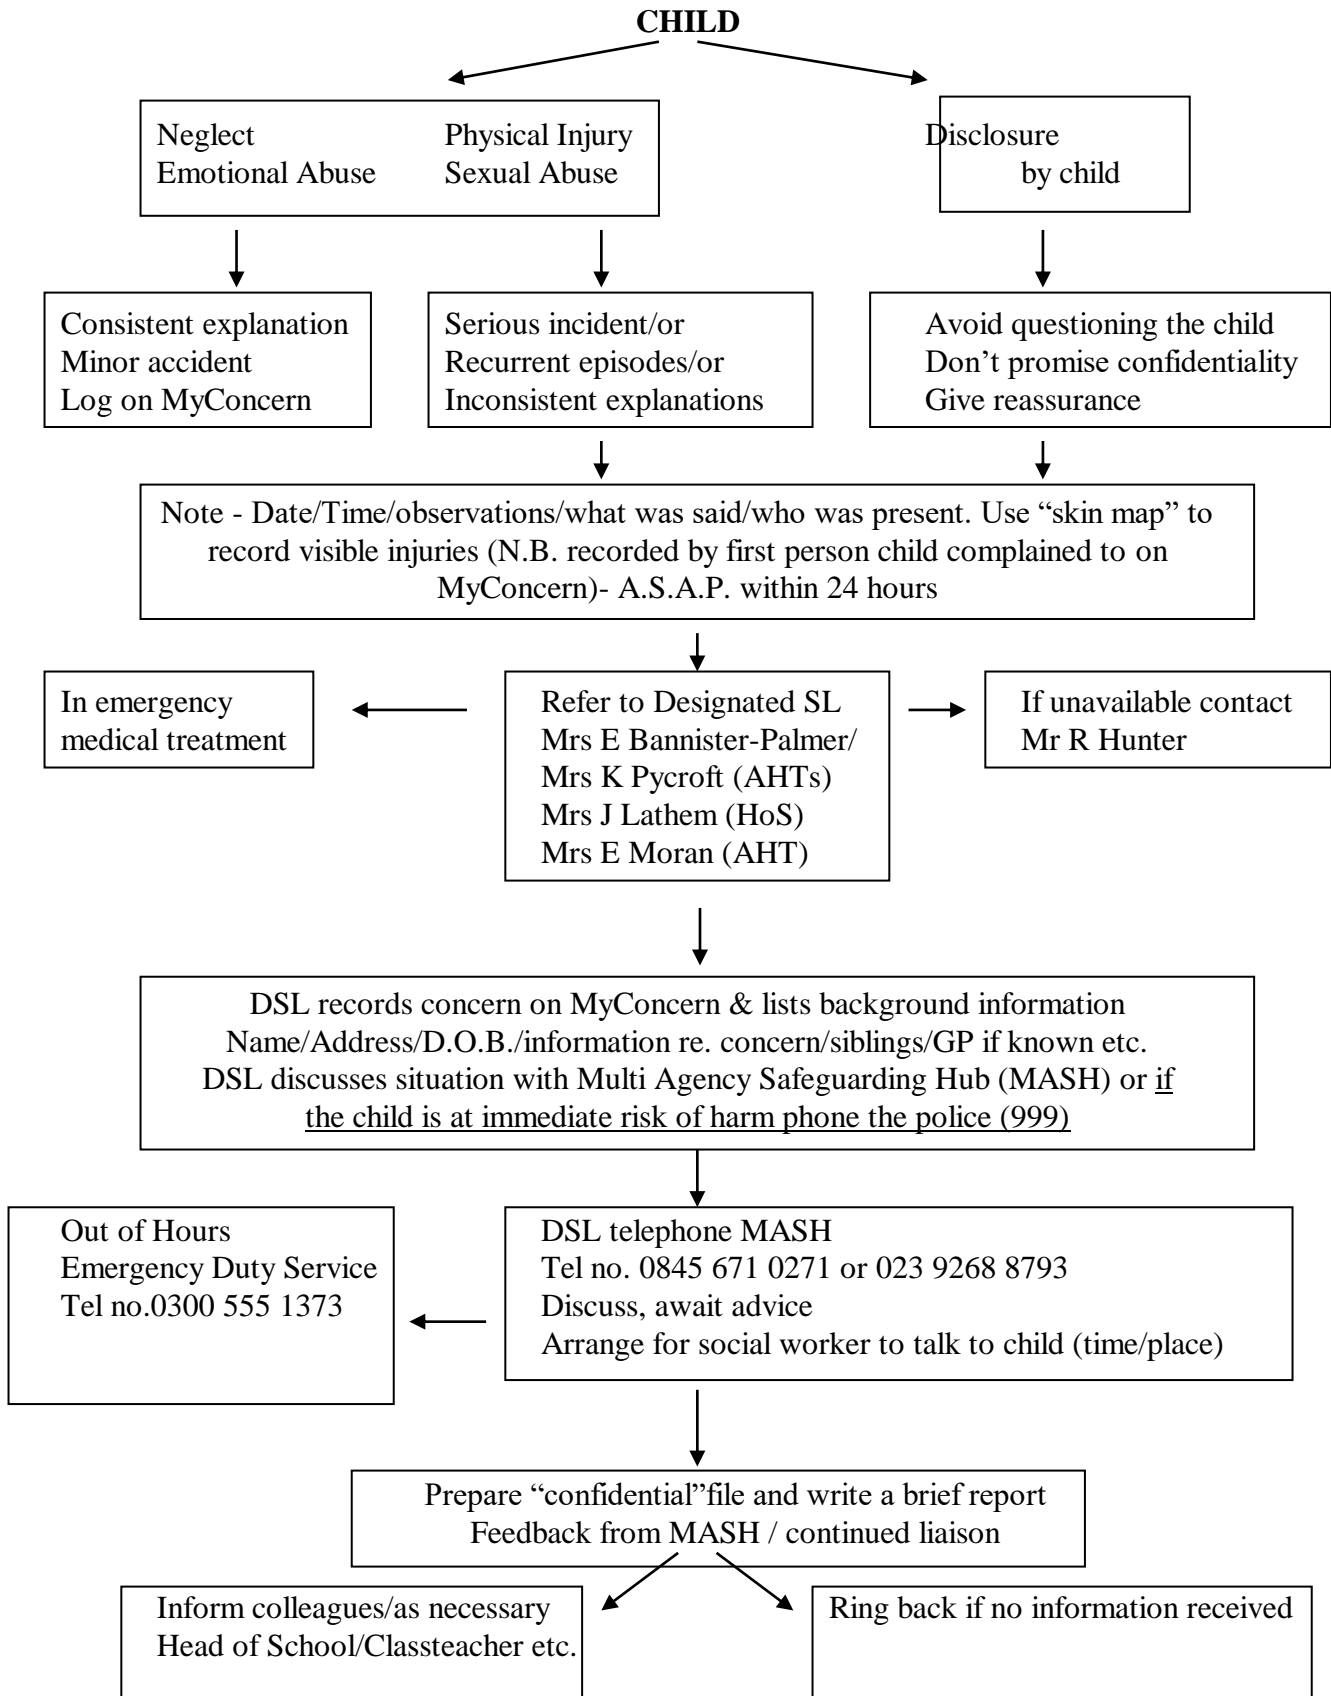 CHILD
Neglect Physical Injury
Emotional Abuse Sexual Abuse
Disclosure
by child
Consistent explanation
Minor accident
Log on MyConcern
Serious incident/or
Recurrent episodes/or
Inconsistent explanations
Avoid questioning the child
Don’t promise confidentiality
Give reassurance
Note - Date/Time/observations/what was said/who was present. Use “skin map” to
record visible injuries (N.B. recorded by first person child complained to on
MyConcern)- A.S.A.P. within 24 hours
In emergency
medical treatment
Refer to Designated SL
Mrs E Bannister-Palmer/
Mrs K Pycroft (AHTs)
Mrs J Lathem (HoS)
Mrs E Moran (AHT)
If unavailable contact
Mr R Hunter
DSL records concern on MyConcern & lists background information
Name/Address/D.O.B./information re. concern/siblings/GP if known etc.
DSL discusses situation with Multi Agency Safeguarding Hub (MASH) or if
the child is at immediate risk of harm phone the police (999)
Out of Hours
Emergency Duty Service
Tel no.0300 555 1373
DSL telephone MASH
Tel no. 0845 671 0271 or 023 9268 8793
Discuss, await advice
Arrange for social worker to talk to child (time/place)
Prepare “confidential”file and write a brief report
Feedback from MASH / continued liaison
Inform colleagues/as necessary
Head of School/Classteacher etc.
Ring back if no information received